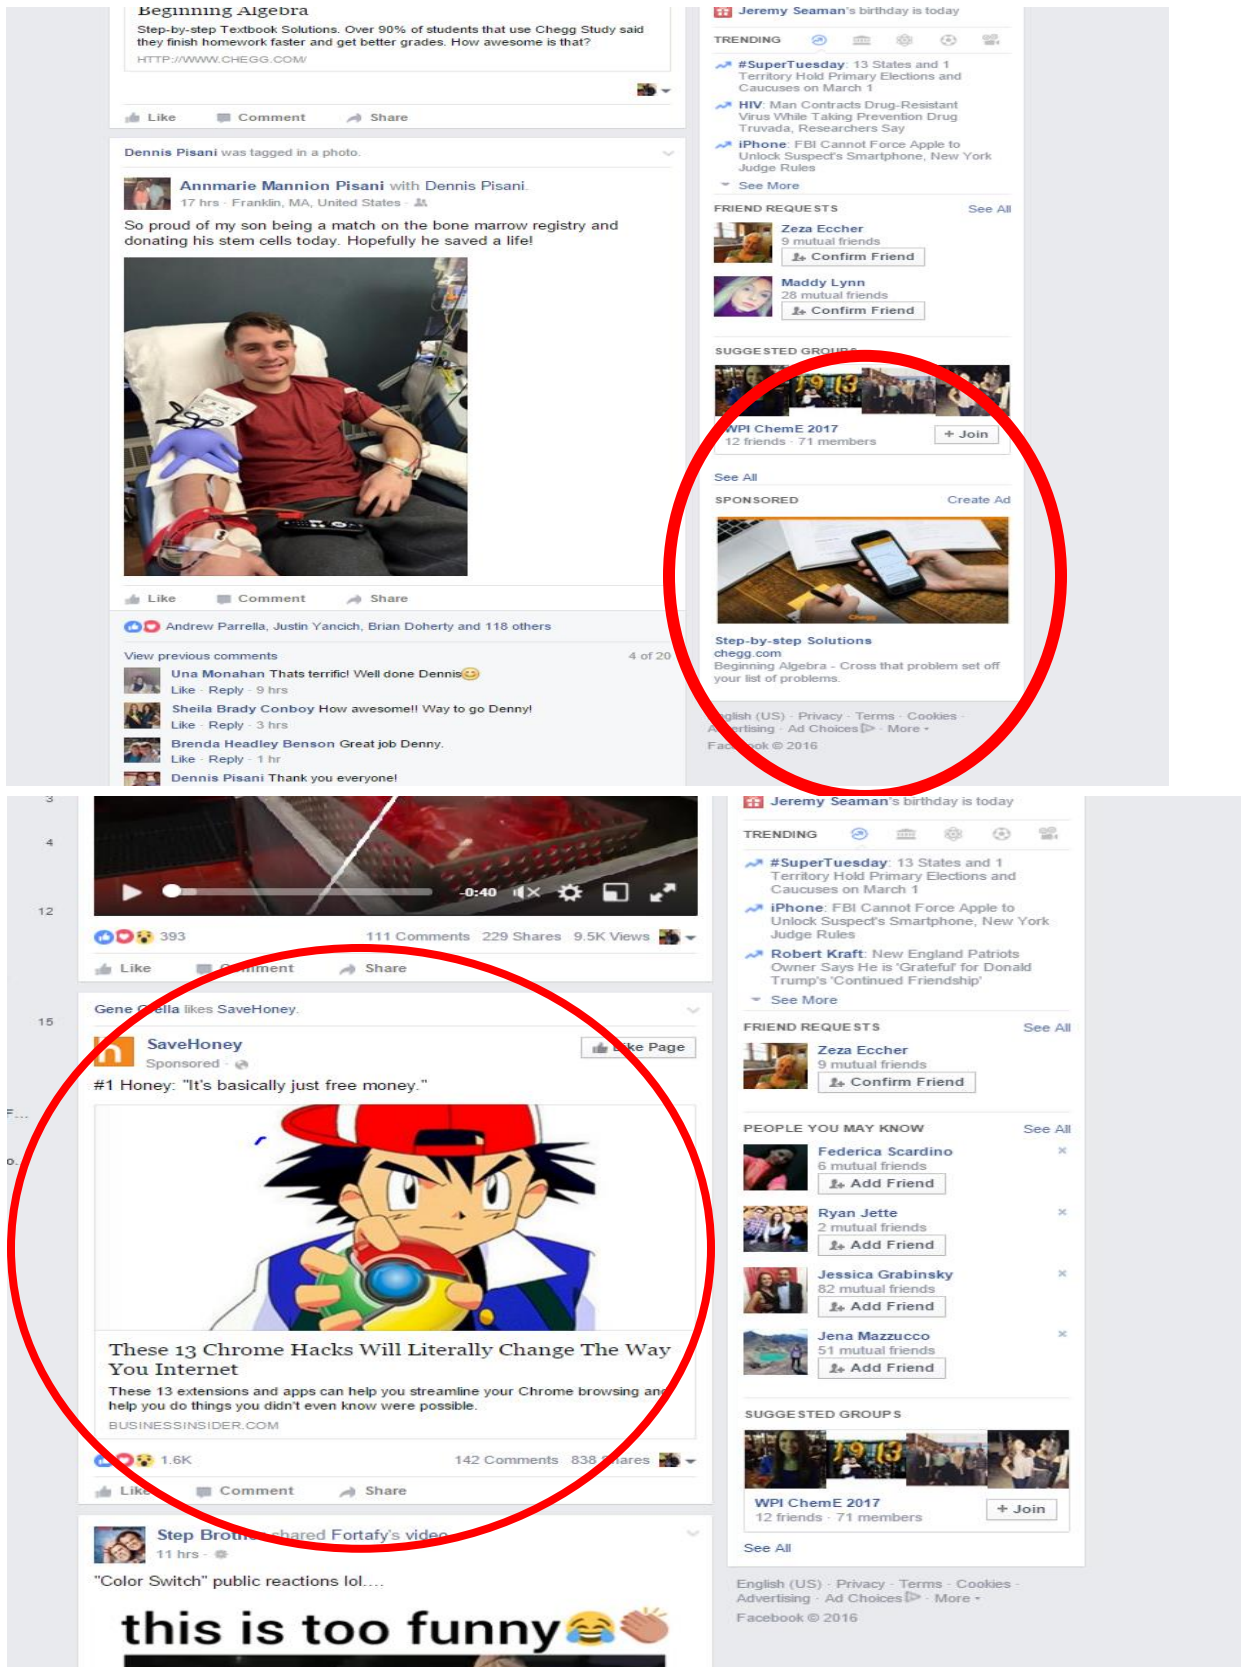 Beginning Algebra
Step-by-step Textbook Solutions. Over 90% of students that use Chegg Study said
they finish homework faster and get better grades. How awesome is that?
HTTP://WWW.CHEGG.COM/
Like Comment Share
Dennis Pisani was tagged in a photo.
Annmarie Mannion Pisani with Dennis Pisani.
17 hrs · Franklin, MA, United States ·
So proud of my son being a match on the bone marrow registry and
donating his stem cells today. Hopefully he saved a life!
Like Comment Share
Andrew Parrella, Justin Yancich, Brian Doherty and 118 others
View previous comments 4 of 20
Una Monahan Thats terrific! Well done Dennis😊
Like · Reply · 9 hrs
Sheila Brady Conboy How awesome!! Way to go Denny!
Like · Reply · 3 hrs
Brenda Headley Benson Great job Denny.
Like · Reply · 1 hr
Dennis Pisani Thank you everyone!
Jeremy Seaman's birthday is today
TRENDING
#SuperTuesday: 13 States and 1
Territory Hold Primary Elections and
Caucuses on March 1
HIV: Man Contracts Drug-Resistant
Virus While Taking Prevention Drug
Truvada, Researchers Say
iPhone: FBI Cannot Force Apple to
Unlock Suspect's Smartphone, New York
Judge Rules
See More
FRIEND REQUESTS See All
Zeza Eccher
9 mutual friends
Confirm Friend
Maddy Lynn
28 mutual friends
Confirm Friend
SUGGESTED GROUPS
WPI ChemE 2017
12 friends · 71 members
+ Join
See All
SPONSORED Create Ad
Chegg
Step-by-step Solutions
chegg.com
Beginning Algebra - Cross that problem set off
your list of problems.
English (US) · Privacy · Terms · Cookies ·
Advertising · Ad Choices · More
Facebook © 2016
3
4
12
15
F...
o.
-0:40
393 111 Comments 229 Shares 9.5K Views
Like Comment Share
Gene Orella likes SaveHoney.
SaveHoney
Sponsored ·
Like Page
#1 Honey: "It's basically just free money."
These 13 Chrome Hacks Will Literally Change The Way
You Internet
These 13 extensions and apps can help you streamline your Chrome browsing and
help you do things you didn't even know were possible.
BUSINESSINSIDER.COM
1.6K 142 Comments 838 Shares
Like Comment Share
Step Brother shared Fortafy's video.
11 hrs ·
"Color Switch" public reactions lol....
this is too funny😂👏
Jeremy Seaman's birthday is today
TRENDING
#SuperTuesday: 13 States and 1
Territory Hold Primary Elections and
Caucuses on March 1
iPhone: FBI Cannot Force Apple to
Unlock Suspect's Smartphone, New York
Judge Rules
Robert Kraft: New England Patriots
Owner Says He is 'Grateful' for Donald
Trump's 'Continued Friendship'
See More
FRIEND REQUESTS See All
Zeza Eccher
9 mutual friends
Confirm Friend
PEOPLE YOU MAY KNOW See All
Federica Scardino
6 mutual friends
Add Friend
Ryan Jette
2 mutual friends
Add Friend
Jessica Grabinsky
82 mutual friends
Add Friend
Jena Mazzucco
51 mutual friends
Add Friend
SUGGESTED GROUPS
WPI ChemE 2017
12 friends · 71 members
+ Join
See All
English (US) · Privacy · Terms · Cookies ·
Advertising · Ad Choices · More
Facebook © 2016